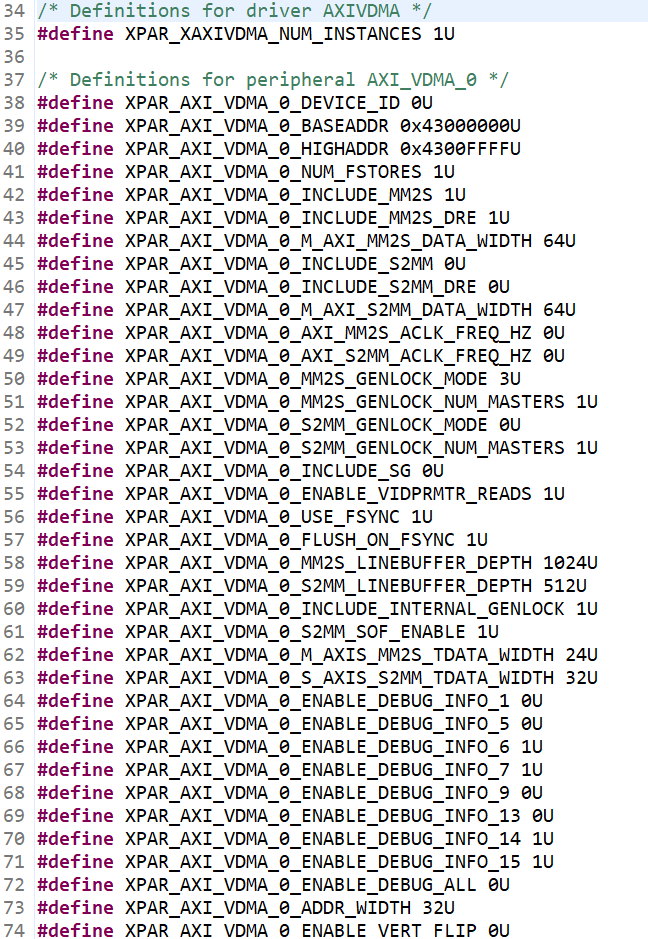 34 /* Definitions for driver AXIVDMA */
35 #define XPAR_XAXIVDMA_NUM_INSTANCES 1U
36
37 /* Definitions for peripheral AXI_VDMA_0 */
38 #define XPAR_AXI_VDMA_0_DEVICE_ID 0U
39 #define XPAR_AXI_VDMA_0_BASEADDR 0x43000000U
40 #define XPAR_AXI_VDMA_0_HIGHADDR 0x4300FFFFU
41 #define XPAR_AXI_VDMA_0_NUM_FSTORES 1U
42 #define XPAR_AXI_VDMA_0_INCLUDE_MM2S 1U
43 #define XPAR_AXI_VDMA_0_INCLUDE_MM2S_DRE 1U
44 #define XPAR_AXI_VDMA_0_M_AXI_MM2S_DATA_WIDTH 64U
45 #define XPAR_AXI_VDMA_0_INCLUDE_S2MM 0U
46 #define XPAR_AXI_VDMA_0_INCLUDE_S2MM_DRE 0U
47 #define XPAR_AXI_VDMA_0_M_AXI_S2MM_DATA_WIDTH 64U
48 #define XPAR_AXI_VDMA_0_AXI_MM2S_ACLK_FREQ_HZ 0U
49 #define XPAR_AXI_VDMA_0_AXI_S2MM_ACLK_FREQ_HZ 0U
50 #define XPAR_AXI_VDMA_0_MM2S_GENLOCK_MODE 3U
51 #define XPAR_AXI_VDMA_0_MM2S_GENLOCK_NUM_MASTERS 1U
52 #define XPAR_AXI_VDMA_0_S2MM_GENLOCK_MODE 0U
53 #define XPAR_AXI_VDMA_0_S2MM_GENLOCK_NUM_MASTERS 1U
54 #define XPAR_AXI_VDMA_0_INCLUDE_SG 0U
55 #define XPAR_AXI_VDMA_0_ENABLE_VIDPRMTR_READS 1U
56 #define XPAR_AXI_VDMA_0_USE_FSYNC 1U
57 #define XPAR_AXI_VDMA_0_FLUSH_ON_FSYNC 1U
58 #define XPAR_AXI_VDMA_0_MM2S_LINEBUFFER_DEPTH 1024U
59 #define XPAR_AXI_VDMA_0_S2MM_LINEBUFFER_DEPTH 512U
60 #define XPAR_AXI_VDMA_0_INCLUDE_INTERNAL_GENLOCK 1U
61 #define XPAR_AXI_VDMA_0_S2MM_SOF_ENABLE 1U
62 #define XPAR_AXI_VDMA_0_M_AXIS_MM2S_TDATA_WIDTH 24U
63 #define XPAR_AXI_VDMA_0_S_AXIS_S2MM_TDATA_WIDTH 32U
64 #define XPAR_AXI_VDMA_0_ENABLE_DEBUG_INFO_1 0U
65 #define XPAR_AXI_VDMA_0_ENABLE_DEBUG_INFO_5 0U
66 #define XPAR_AXI_VDMA_0_ENABLE_DEBUG_INFO_6 1U
67 #define XPAR_AXI_VDMA_0_ENABLE_DEBUG_INFO_7 1U
68 #define XPAR_AXI_VDMA_0_ENABLE_DEBUG_INFO_9 0U
69 #define XPAR_AXI_VDMA_0_ENABLE_DEBUG_INFO_13 0U
70 #define XPAR_AXI_VDMA_0_ENABLE_DEBUG_INFO_14 1U
71 #define XPAR_AXI_VDMA_0_ENABLE_DEBUG_INFO_15 1U
72 #define XPAR_AXI_VDMA_0_ENABLE_DEBUG_ALL 0U
73 #define XPAR_AXI_VDMA_0_ADDR_WIDTH 32U
74 #define XPAR_AXI_VDMA_0_ENABLE_VERT_FLIP 0U